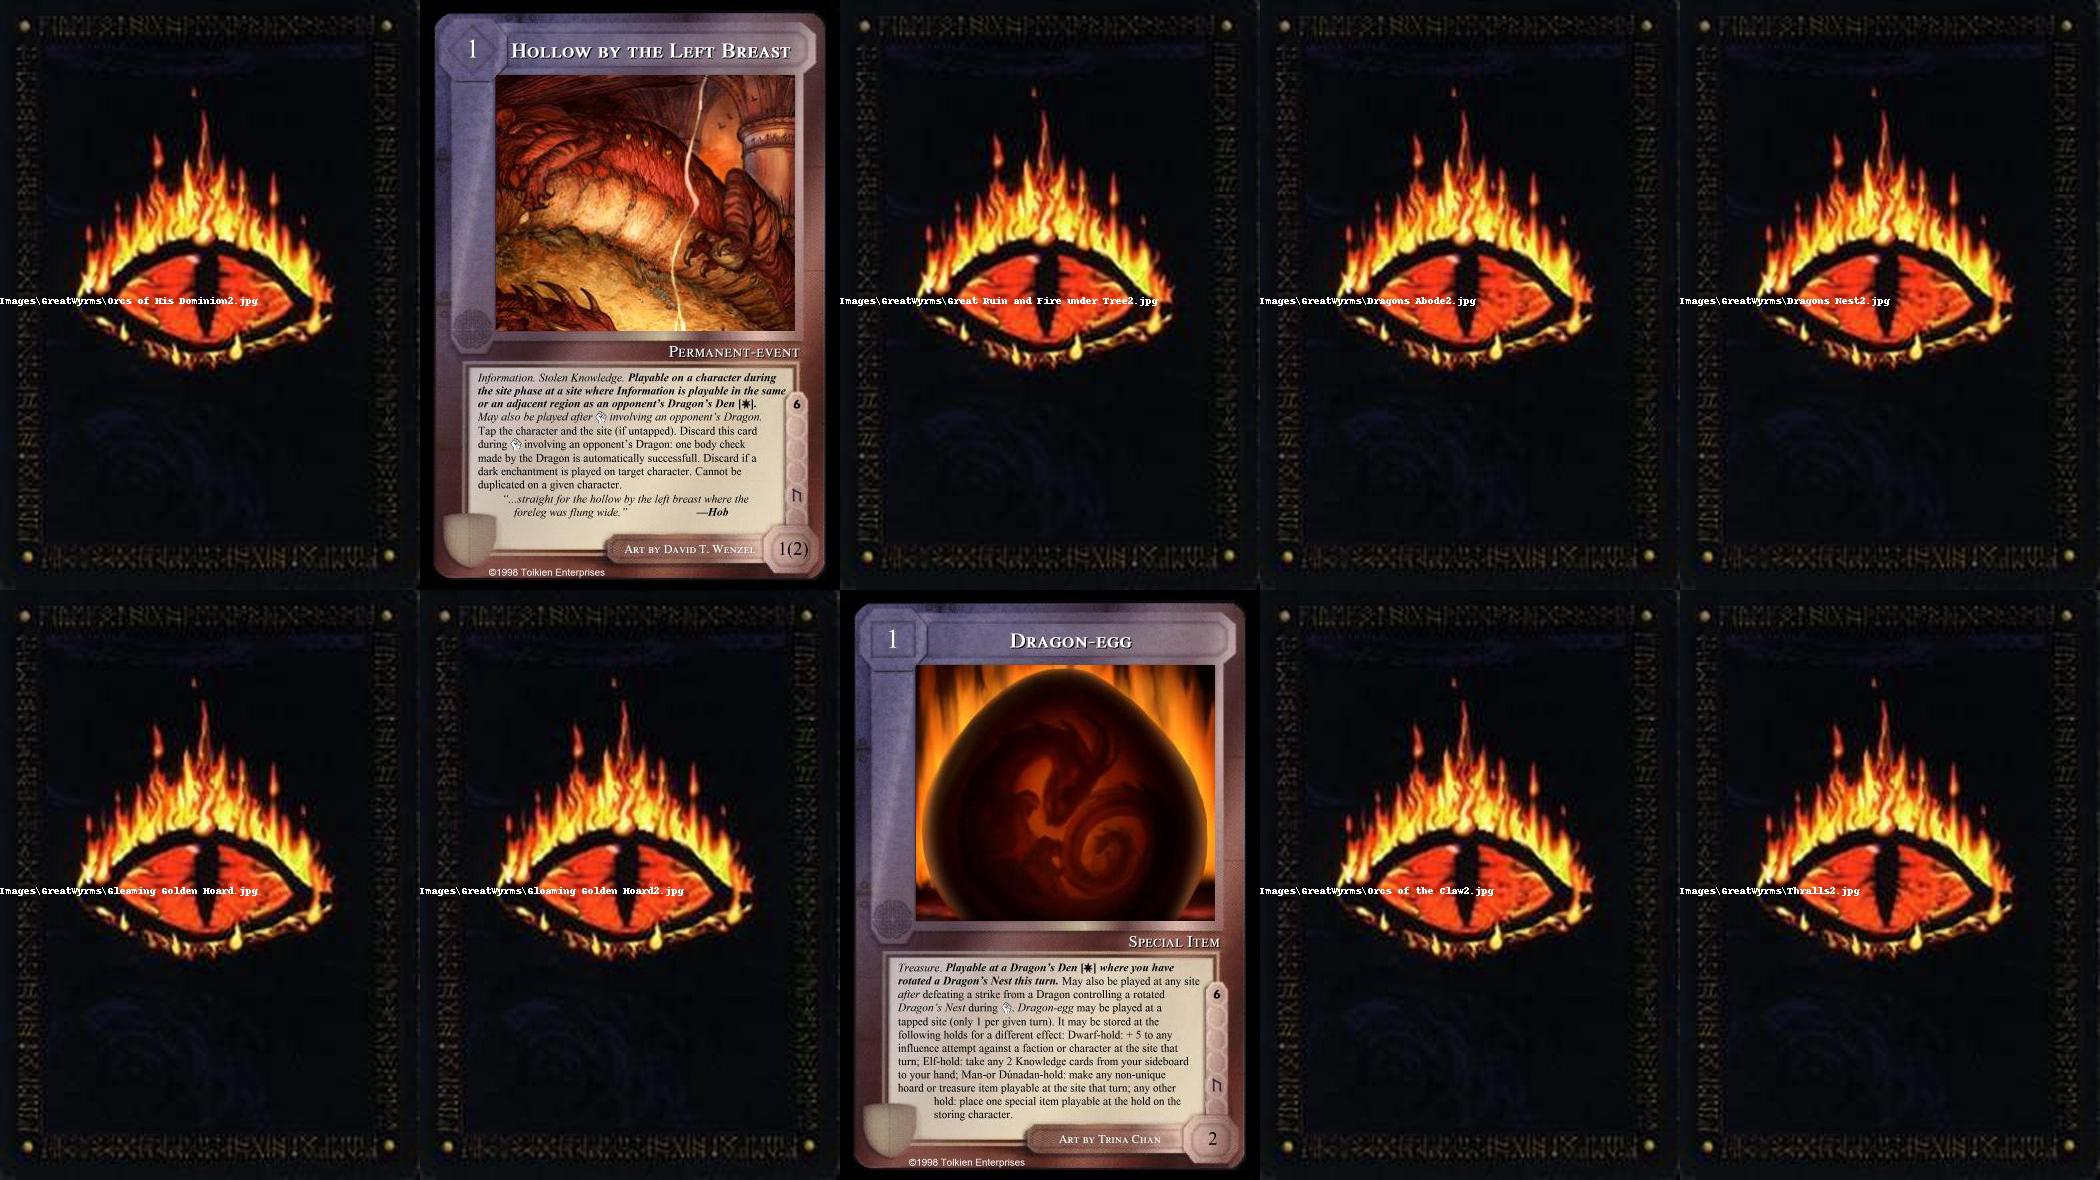 Images\GreatWyrms\Orcs of His Dominion2.jpg
1
HOLLOW BY THE LEFT BREAST
PERMANENT-EVENT
Information. Stolen Knowledge. Playable on a character during
the site phase at a site where Information is playable in the same
or an adjacent region as an opponent's Dragon's Den [✷].
May also be played after involving an opponent's Dragon.
Tap the character and the site (if untapped). Discard this card
during involving an opponent's Dragon: one body check
made by the Dragon is automatically successfull. Discard if a
dark enchantment is played on target character. Cannot be
duplicated on a given character.
"...straight for the hollow by the left breast where the
foreleg was flung wide."
—Hob
6
ART BY DAVID T. WENZEL
1(2)
©1998 Tolkien Enterprises
Images\GreatWyrms\Great Ruin and Fire under Tree2.jpg
Images\GreatWyrms\Dragons Abode2.jpg
Images\GreatWyrms\Dragons Nest2.jpg
Images\GreatWyrms\Gleaming Golden Hoard.jpg
Images\GreatWyrms\Gloaming Golden Hoard2.jpg
1
DRAGON-EGG
SPECIAL ITEM
Treasure. Playable at a Dragon's Den [✷] where you have
rotated a Dragon's Nest this turn. May also be played at any site
after defeating a strike from a Dragon controlling a rotated
Dragon's Nest during . Dragon-egg may be played at a
tapped site (only 1 per given turn). It may be stored at the
following holds for a different effect: Dwarf-hold: + 5 to any
influence attempt against a faction or character at the site that
turn; Elf-hold: take any 2 Knowledge cards from your sideboard
to your hand; Man-or Dúnadan-hold: make any non-unique
hoard or treasure item playable at the site that turn; any other
hold: place one special item playable at the hold on the
storing character.
6
ART BY TRINA CHAN
2
©1998 Tolkien Enterprises
Images\GreatWyrms\Orcs of the Claw2.jpg
Images\GreatWyrms\Thralls2.jpg